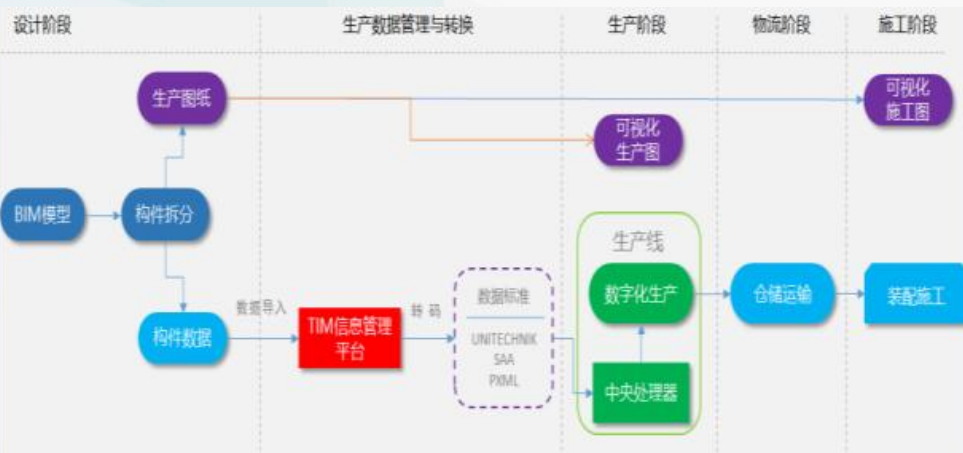 设计阶段
生产数据管理与转换
生产阶段
物流阶段
施工阶段
生产图纸
可视化
施工图
可视化
生产图
BIM模型
构件拆分
生产线
构件数据
数据导入
TIM信息管理
平台
转码
数据标准
UNITECHNIK
SAA
PXML
数字化生产
中央处理器
仓储运输
装配施工